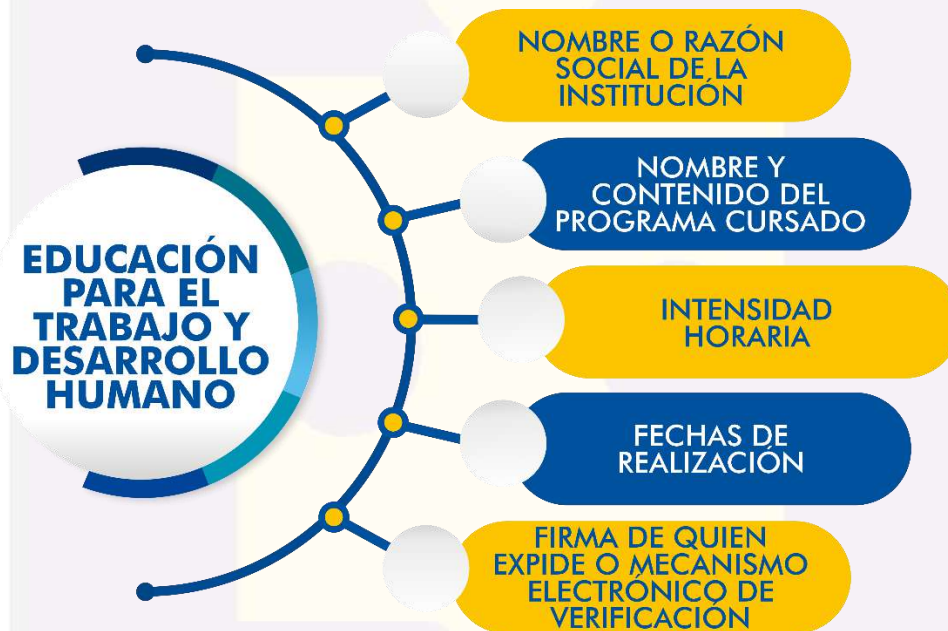 EDUCACIÓN
PARA EL
TRABAJO Y
DESARROLLO
HUMANO
NOMBRE O RAZÓN
SOCIAL DE LA
INSTITUCIÓN
NOMBRE Y
CONTENIDO DEL
PROGRAMA CURSADO
INTENSIDAD
HORARIA
FECHAS DE
REALIZACIÓN
FIRMA DE QUIEN
EXPIDE O MECANISMO
ELECTRÓNICO DE
VERIFICACIÓN